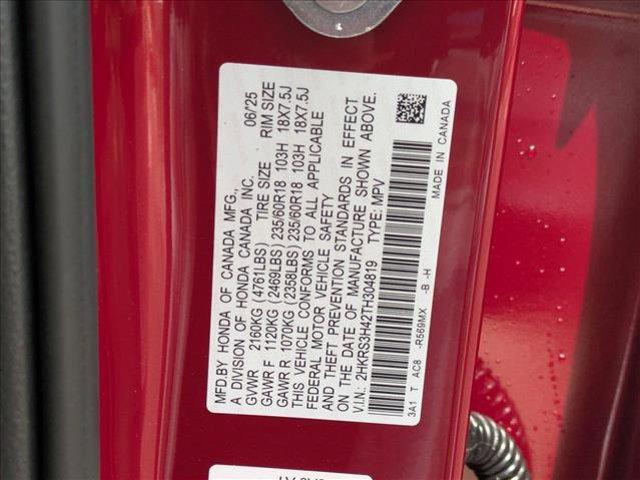 MFD.BY HONDA OF CANADA MFG.,
A DIVISION OF HONDA CANADA INC. 06/25
GVWR 2160KG (4761LBS) TIRE SIZE RIM SIZE
GAWR F 1120KG (2469LBS) 235/60R18 103H 18X7.5J
GAWR R 1070KG (2358LBS) 235/60R18 103H 18X7.5J
THIS VEHICLE CONFORMS TO ALL APPLICABLE
FEDERAL MOTOR VEHICLE SAFETY
AND THEFT PREVENTION STANDARDS IN EFFECT
ON THE DATE OF MANUFACTURE SHOWN ABOVE.
V.I.N.: 2HKRS3H42TH304819 TYPE: MPV
3A1 T AC8 -R569MX -B -H
MADE IN CANADA